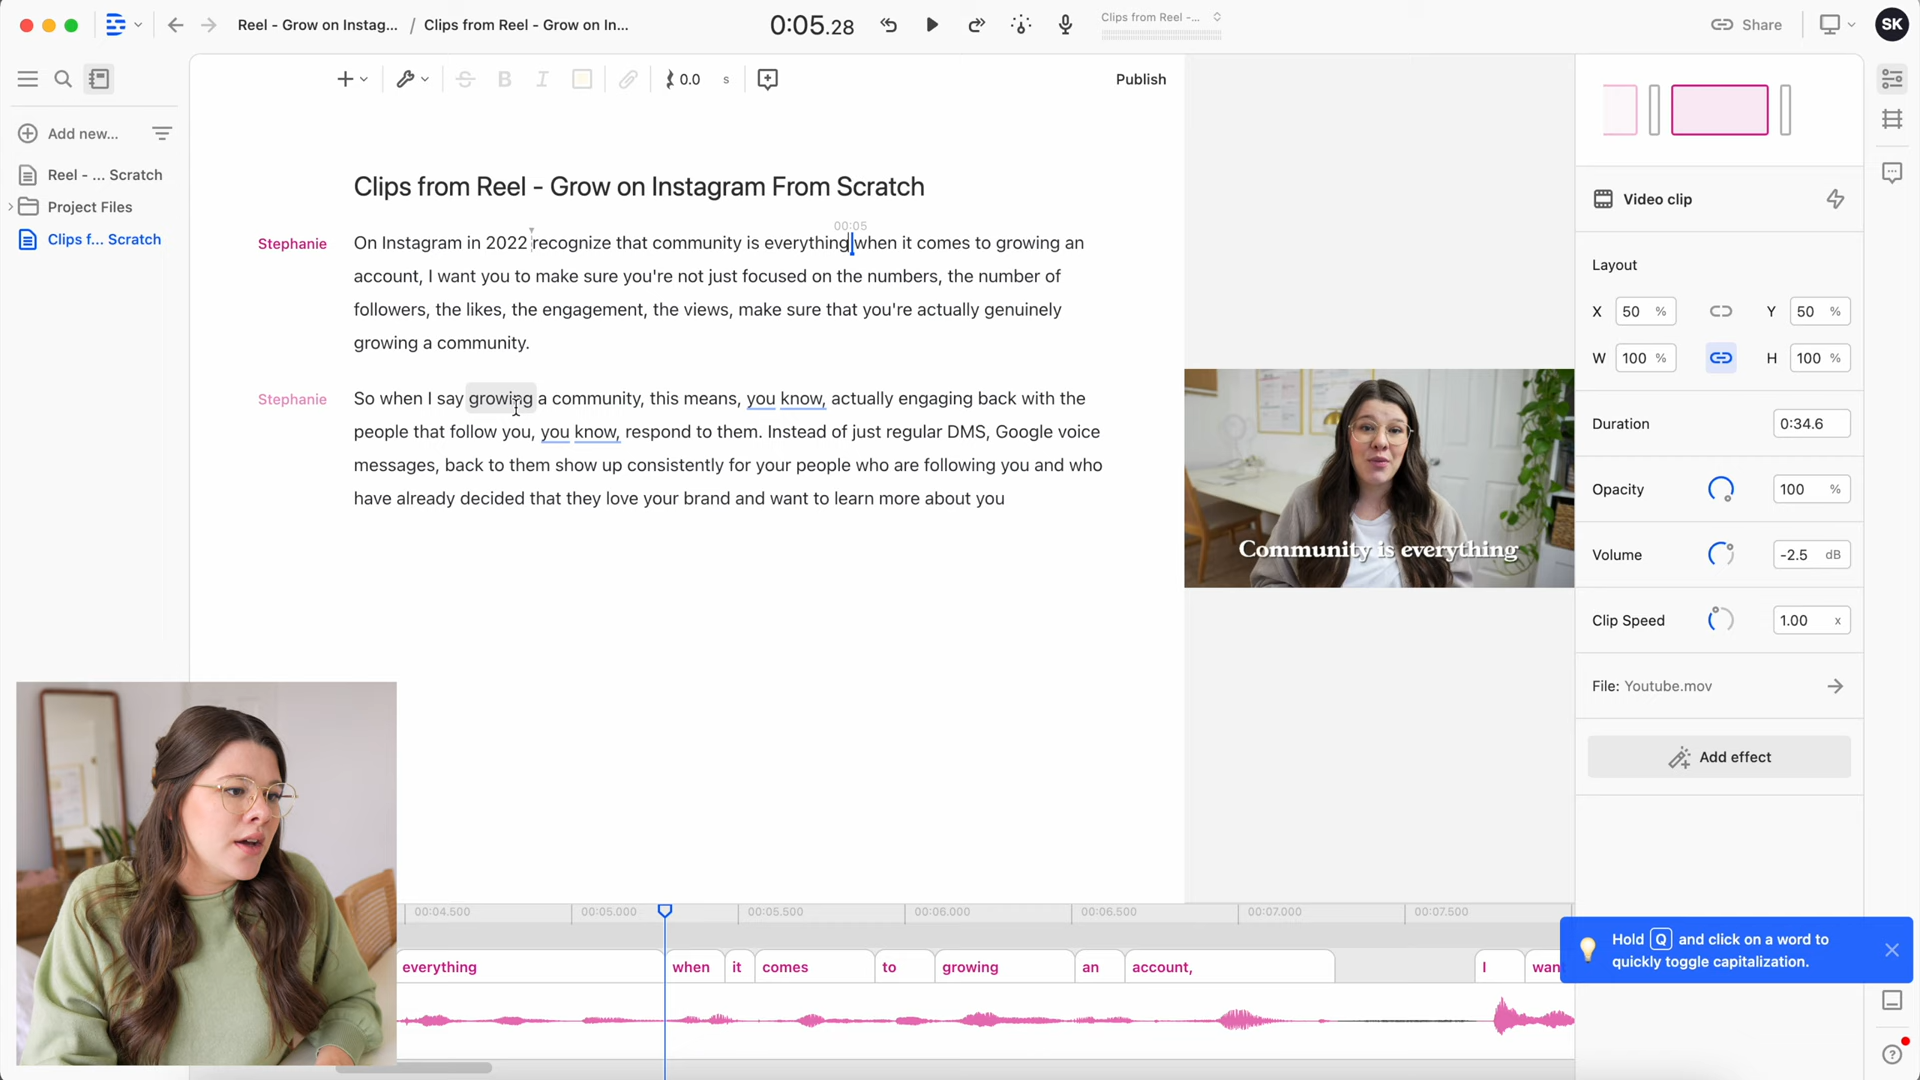 Reel - Grow on Instag... / Clips from Reel - Grow on In...
0:05.28
Clips from Reel -...
Share
SK
0.0 s
Publish
Add new...
Reel - ... Scratch
Project Files
Clips f... Scratch
Clips from Reel - Grow on Instagram From Scratch
00:05
Stephanie
On Instagram in 2022 recognize that community is everything when it comes to growing an
account, I want you to make sure you're not just focused on the numbers, the number of
followers, the likes, the engagement, the views, make sure that you're actually genuinely
growing a community.
Stephanie
So when I say growing a community, this means, you know, actually engaging back with the
people that follow you, you know, respond to them. Instead of just regular DMS, Google voice
messages, back to them show up consistently for your people who are following you and who
have already decided that they love your brand and want to learn more about you
Community is everything
Video clip
Layout
X 50 % Y 50 %
W 100 % H 100 %
Duration 0:34.6
Opacity 100 %
Volume -2.5 dB
Clip Speed 1.00 x
File: Youtube.mov
Add effect
00:04.500 00:05.000 00:05.500 00:06.000 00:06.500 00:07.000 00:07.500
everything when it comes to growing an account, I wan
Hold Q and click on a word to
quickly toggle capitalization.